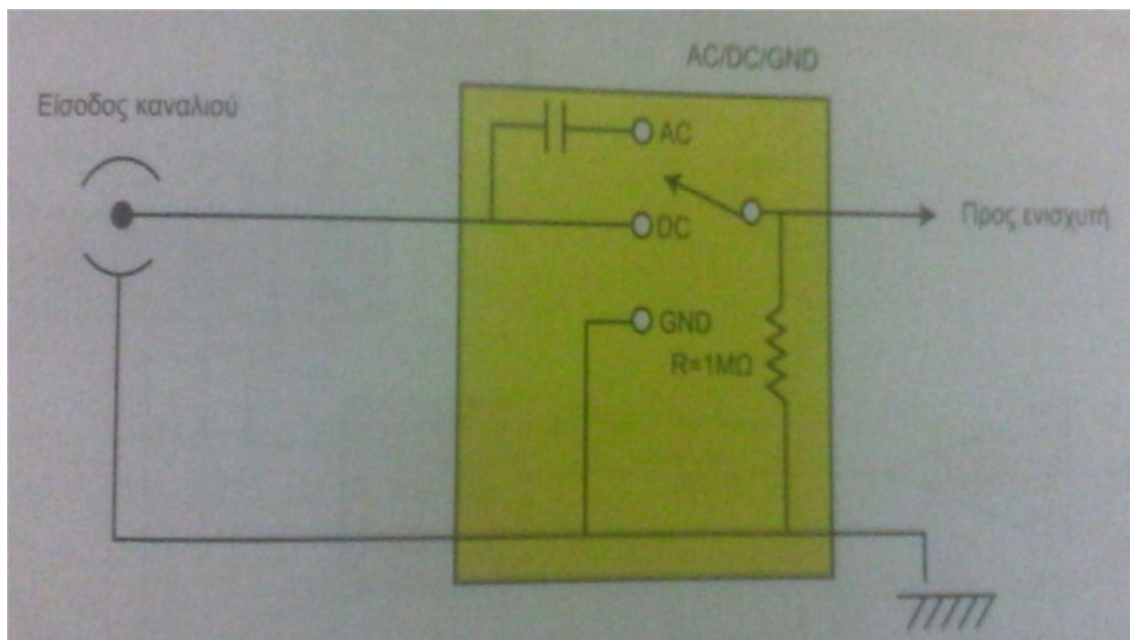 AC/DC/GND
Είσοδος καναλιού
AC
DC
Προς ενισχυτή
GND
R=1MΩ